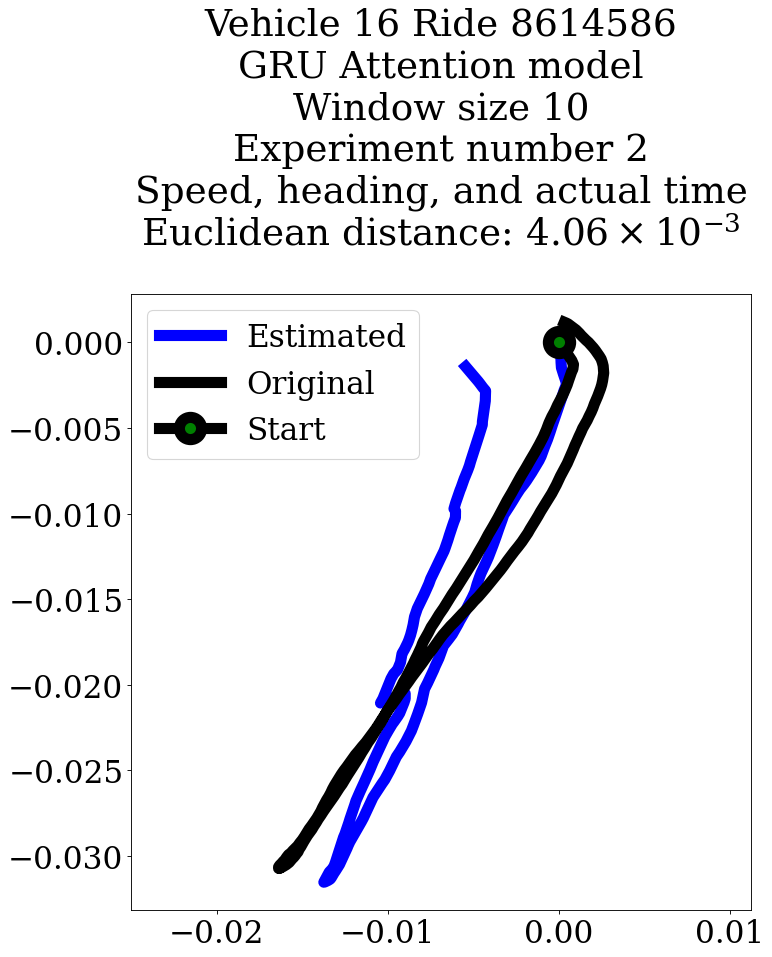 Vehicle 16 Ride 8614586
GRU Attention model
Window size 10
Experiment number 2
Speed, heading, and actual time
Euclidean distance: 4.06 × 10⁻³
Estimated
Original
Start
0.000
−0.005
−0.010
−0.015
−0.020
−0.025
−0.030
−0.02 −0.01 0.00 0.01